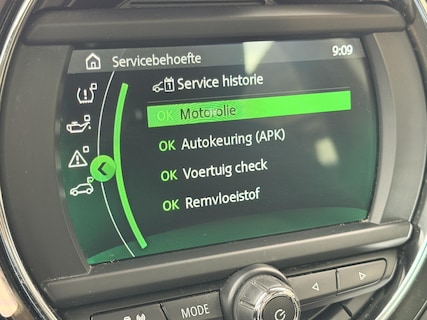 Servicebehoefte 9:09
Service historie
OK Motorolie
OK Autokeuring (APK)
OK Voertuig check
OK Remvloeistof
MODE